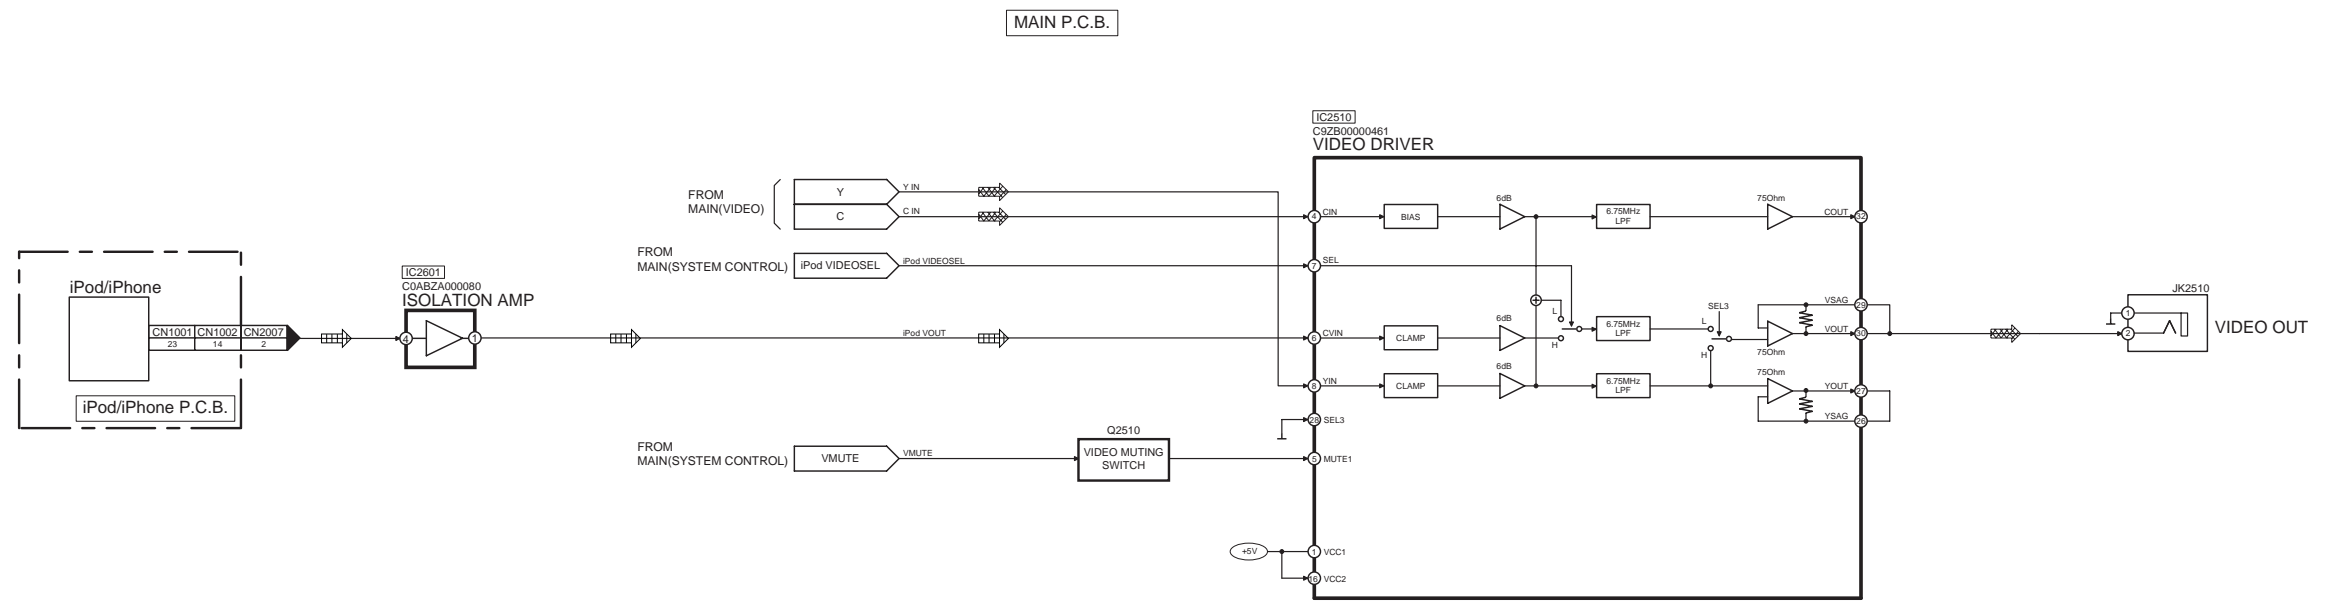 MAIN P.C.B.
IC2510
C9ZB00000461
VIDEO DRIVER
FROM
MAIN(VIDEO)
Y
Y IN
C
C IN
4
CIN
BIAS
6dB
6.75MHz
LPF
75Ohm
COUT
32
FROM
MAIN(SYSTEM CONTROL)
iPod VIDEOSEL
iPod VIDEOSEL
7
SEL
iPod/iPhone
CN1001
CN1002
CN2007
23
14
2
iPod/iPhone P.C.B.
IC2601
C0ABZA000080
ISOLATION AMP
4
1
iPod VOUT
6
CVIN
CLAMP
6dB
L
H
6.75MHz
LPF
SEL3
L
H
75Ohm
VSAG
29
VOUT
30
JK2510
1
2
VIDEO OUT
8
YIN
CLAMP
6dB
6.75MHz
LPF
75Ohm
YOUT
27
YSAG
26
28
SEL3
FROM
MAIN(SYSTEM CONTROL)
VMUTE
VMUTE
Q2510
VIDEO MUTING
SWITCH
5
MUTE1
+5V
1
VCC1
16
VCC2